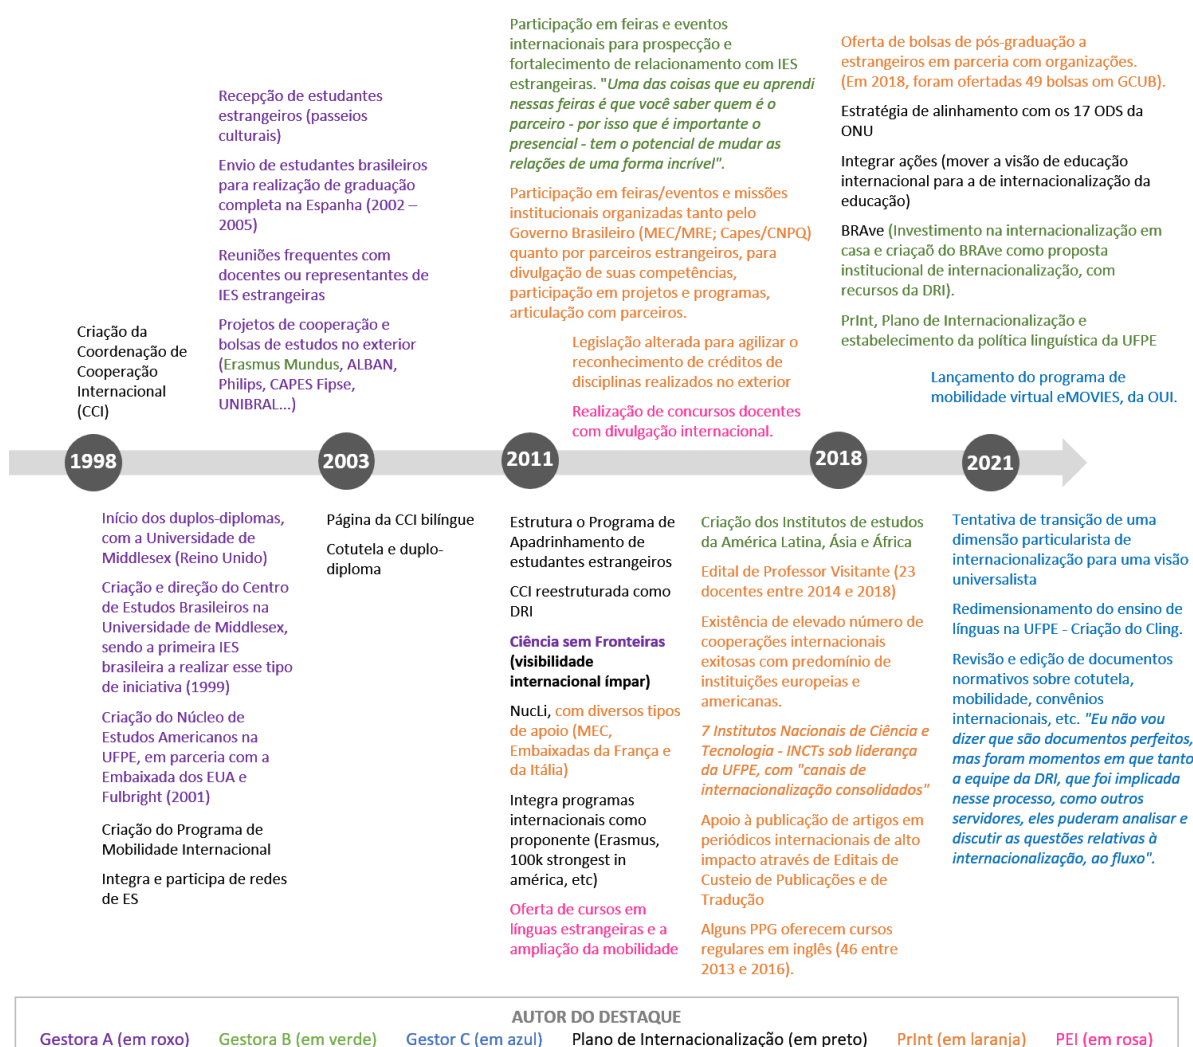 Participação em feiras e eventos
internacionais para prospecção e
fortalecimento de relacionamento com IES
estrangeiras. "Uma das coisas que eu aprendi
nessas feiras é que você saber quem é o
parceiro - por isso que é importante o
presencial - tem o potencial de mudar as
relações de uma forma incrível".
Participação em feiras/eventos e missões
institucionais organizadas tanto pelo
Governo Brasileiro (MEC/MRE; Capes/CNPQ)
quanto por parceiros estrangeiros, para
divulgação de suas competências,
participação em projetos e programas,
articulação com parceiros.
Legislação alterada para agilizar o
reconhecimento de créditos de
disciplinas realizados no exterior
Realização de concursos docentes
com divulgação internacional.
Oferta de bolsas de pós-graduação a
estrangeiros em parceria com organizações.
(Em 2018, foram ofertadas 49 bolsas om GCUB).
Estratégia de alinhamento com os 17 ODS da
ONU
Integrar ações (mover a visão de educação
internacional para a de internacionalização da
educação)
BRAve (Investimento na internacionalização em
casa e criaçaõ do BRAve como proposta
institucional de internacionalização, com
recursos da DRI).
PrInt, Plano de Internacionalização e
estabelecimento da política linguística da UFPE
Lançamento do programa de
mobilidade virtual eMOVIES, da OUI.
Recepção de estudantes
estrangeiros (passeios
culturais)
Envio de estudantes brasileiros
para realização de graduação
completa na Espanha (2002 –
2005)
Reuniões frequentes com
docentes ou representantes de
IES estrangeiras
Projetos de cooperação e
bolsas de estudos no exterior
(Erasmus Mundus, ALBAN,
Philips, CAPES Fipse,
UNIBRAL...)
Criação da
Coordenação de
Cooperação
Internacional
(CCI)
1998
2003
2011
2018
2021
Início dos duplos-diplomas,
com a Universidade de
Middlesex (Reino Unido)
Criação e direção do Centro
de Estudos Brasileiros na
Universidade de Middlesex,
sendo a primeira IES
brasileira a realizar esse tipo
de iniciativa (1999)
Criação do Núcleo de
Estudos Americanos na
UFPE, em parceria com a
Embaixada dos EUA e
Fulbright (2001)
Criação do Programa de
Mobilidade Internacional
Integra e participa de redes
de ES
Página da CCI bilíngue
Cotutela e duplo-
diploma
Estrutura o Programa de
Apadrinhamento de
estudantes estrangeiros
CCI reestruturada como
DRI
Ciência sem Fronteiras
(visibilidade
internacional ímpar)
NucLi, com diversos tipos
de apoio (MEC,
Embaixadas da França e
da Itália)
Integra programas
internacionais como
proponente (Erasmus,
100k strongest in
américa, etc)
Oferta de cursos em
línguas estrangeiras e a
ampliação da mobilidade
Criação dos Institutos de estudos
da América Latina, Ásia e África
Edital de Professor Visitante (23
docentes entre 2014 e 2018)
Existência de elevado número de
cooperações internacionais
exitosas com predomínio de
instituições europeias e
americanas.
7 Institutos Nacionais de Ciência e
Tecnologia - INCTs sob liderança
da UFPE, com "canais de
internacionalização consolidados"
Apoio à publicação de artigos em
periódicos internacionais de alto
impacto através de Editais de
Custeio de Publicações e de
Tradução
Alguns PPG oferecem cursos
regulares em inglês (46 entre
2013 e 2016).
Tentativa de transição de uma
dimensão particularista de
internacionalização para uma visão
universalista
Redimensionamento do ensino de
línguas na UFPE - Criação do Cling.
Revisão e edição de documentos
normativos sobre cotutela,
mobilidade, convênios
internacionais, etc. "Eu não vou
dizer que são documentos perfeitos,
mas foram momentos em que tanto
a equipe da DRI, que foi implicada
nesse processo, como outros
servidores, eles puderam analisar e
discutir as questões relativas à
internacionalização, ao fluxo".
AUTOR DO DESTAQUE
Gestora A (em roxo) Gestora B (em verde) Gestor C (em azul) Plano de Internacionalização (em preto) PrInt (em laranja) PEI (em rosa)